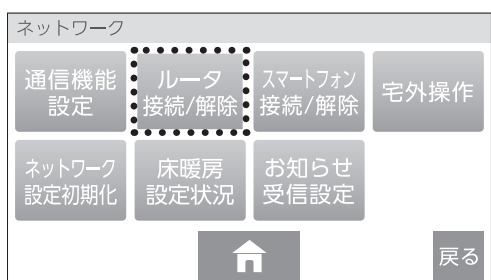 ネットワーク
通信機能
設定
ルータ
接続/解除
スマートフォン
接続/解除
宅外操作
ネットワーク
設定初期化
床暖房
設定状況
お知らせ
受信設定
戻る